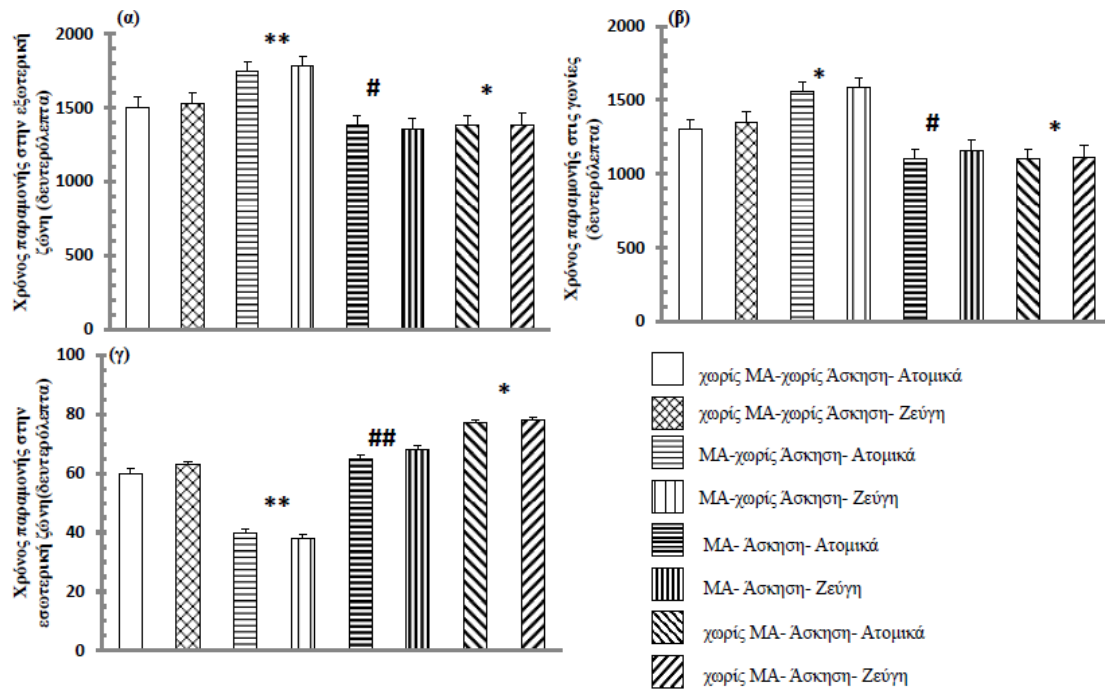 (α)
Χρόνος παραμονής στην εξωτερική
ζώνη (δευτερόλεπτα)
2000
1500
1000
500
0
**
#
*
(β)
Χρόνος παραμονής στις γωνίες
(δευτερόλεπτα)
2000
1500
1000
500
0
*
#
*
(γ)
Χρόνος παραμονής στην
εσωτερική ζώνη(δευτερόλεπτα)
100
80
60
40
20
0
**
##
*
χωρίς ΜΑ-χωρίς Άσκηση- Ατομικά
χωρίς ΜΑ-χωρίς Άσκηση- Ζεύγη
ΜΑ-χωρίς Άσκηση- Ατομικά
ΜΑ-χωρίς Άσκηση- Ζεύγη
ΜΑ- Άσκηση- Ατομικά
ΜΑ- Άσκηση- Ζεύγη
χωρίς ΜΑ- Άσκηση- Ατομικά
χωρίς ΜΑ- Άσκηση- Ζεύγη